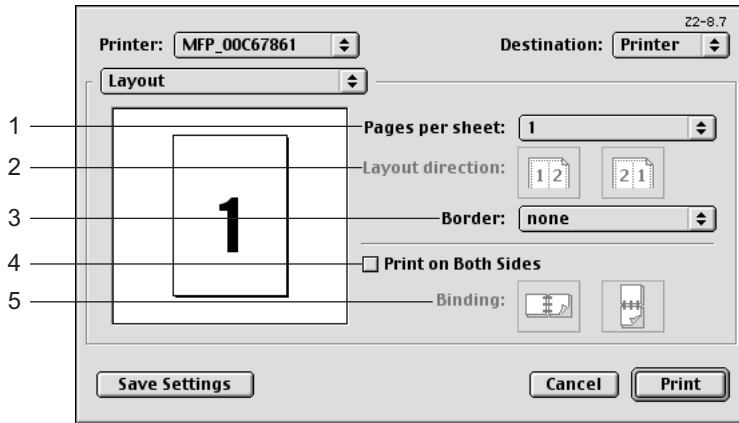 Z2-8.7
Printer: MFP_00C67861 Destination: Printer
Layout
1 Pages per sheet: 1
2 Layout direction: 1 2 2 1
3 Border: none
1
4 Print on Both Sides
5 Binding:
Save Settings Cancel Print